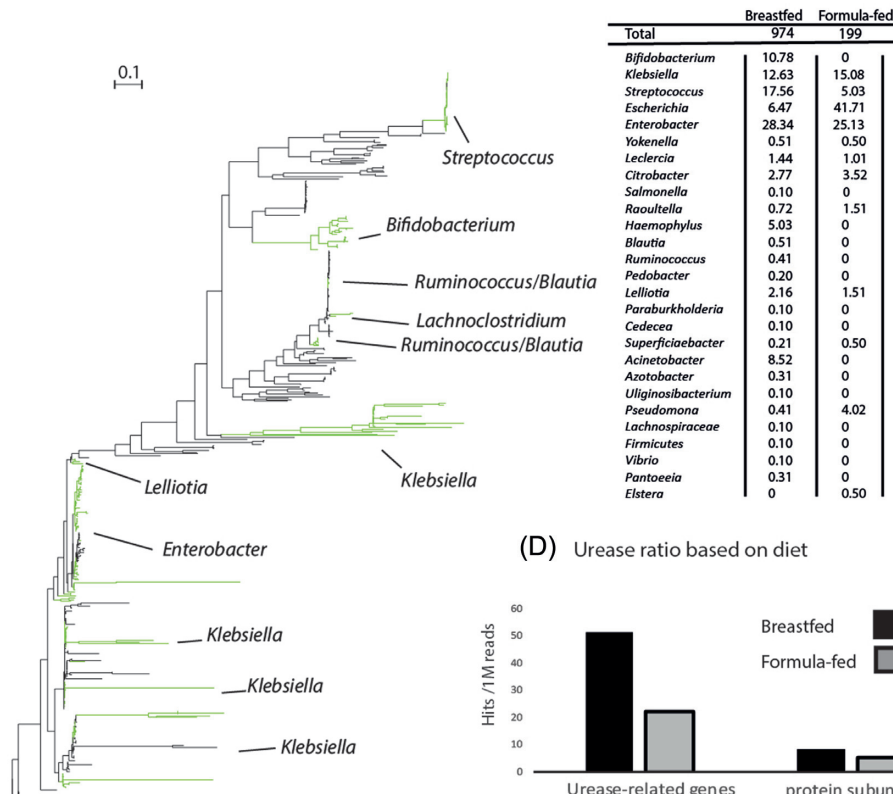 Breastfed Formula-fed
Total 974 199
Bifidobacterium 10.78 0
Klebsiella 12.63 15.08
Streptococcus 17.56 5.03
Escherichia 6.47 41.71
Enterobacter 28.34 25.13
Yokenella 0.51 0.50
Leclercia 1.44 1.01
Citrobacter 2.77 3.52
Salmonella 0.10 0
Raoultella 0.72 1.51
Haemophylus 5.03 0
Blautia 0.51 0
Ruminococcus 0.41 0
Pedobacter 0.20 0
Lelliotia 2.16 1.51
Paraburkholderia 0.10 0
Cedecea 0.10 0
Superficiaebacter 0.21 0.50
Acinetobacter 8.52 0
Azotobacter 0.31 0
Uliginosibacterium 0.10 0
Pseudomona 0.41 4.02
Lachnospiraceae 0.10 0
Firmicutes 0.10 0
Vibrio 0.10 0
Pantoeeia 0.31 0
Elstera 0 0.50
0.1
Streptococcus
Bifidobacterium
Ruminococcus/Blautia
Lachnoclostridium
Ruminococcus/Blautia
Klebsiella
Lelliotia
Enterobacter
Klebsiella
Klebsiella
Klebsiella
(D) Urease ratio based on diet
Hits /1M reads
60
50
40
30
20
10
0
Breastfed
Formula-fed
Urease-related genes
protein subun